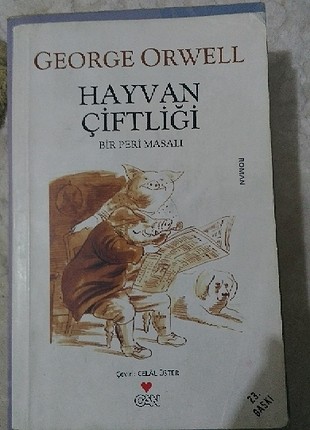 GEORGE ORWELL
HAYVAN
ÇİFTLİĞİ
BİR PERİ MASALI
ROMAN
Çeviri: CELÂL ÜSTER
CAN
23.
BASKI